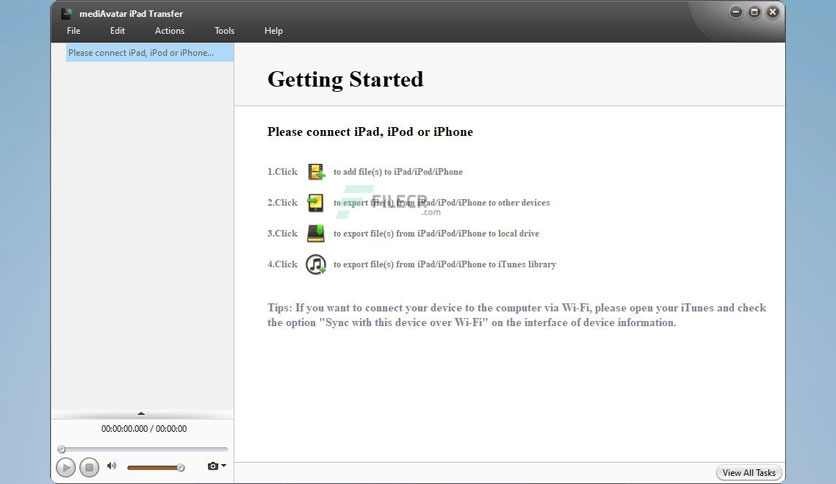 mediAvatar iPad Transfer
File Edit Actions Tools Help
Please connect iPad, iPod or iPhone...
Getting Started
Please connect iPad, iPod or iPhone
1.Click to add file(s) to iPad/iPod/iPhone
2.Click to export file(s) from iPad/iPod/iPhone to other devices
FILECR
.com
3.Click to export file(s) from iPad/iPod/iPhone to local drive
4.Click to export file(s) from iPad/iPod/iPhone to iTunes library
Tips: If you want to connect your device to the computer via Wi-Fi, please open your iTunes and check
the option "Sync with this device over Wi-Fi" on the interface of device information.
00:00:00.000 / 00:00:00
View All Tasks